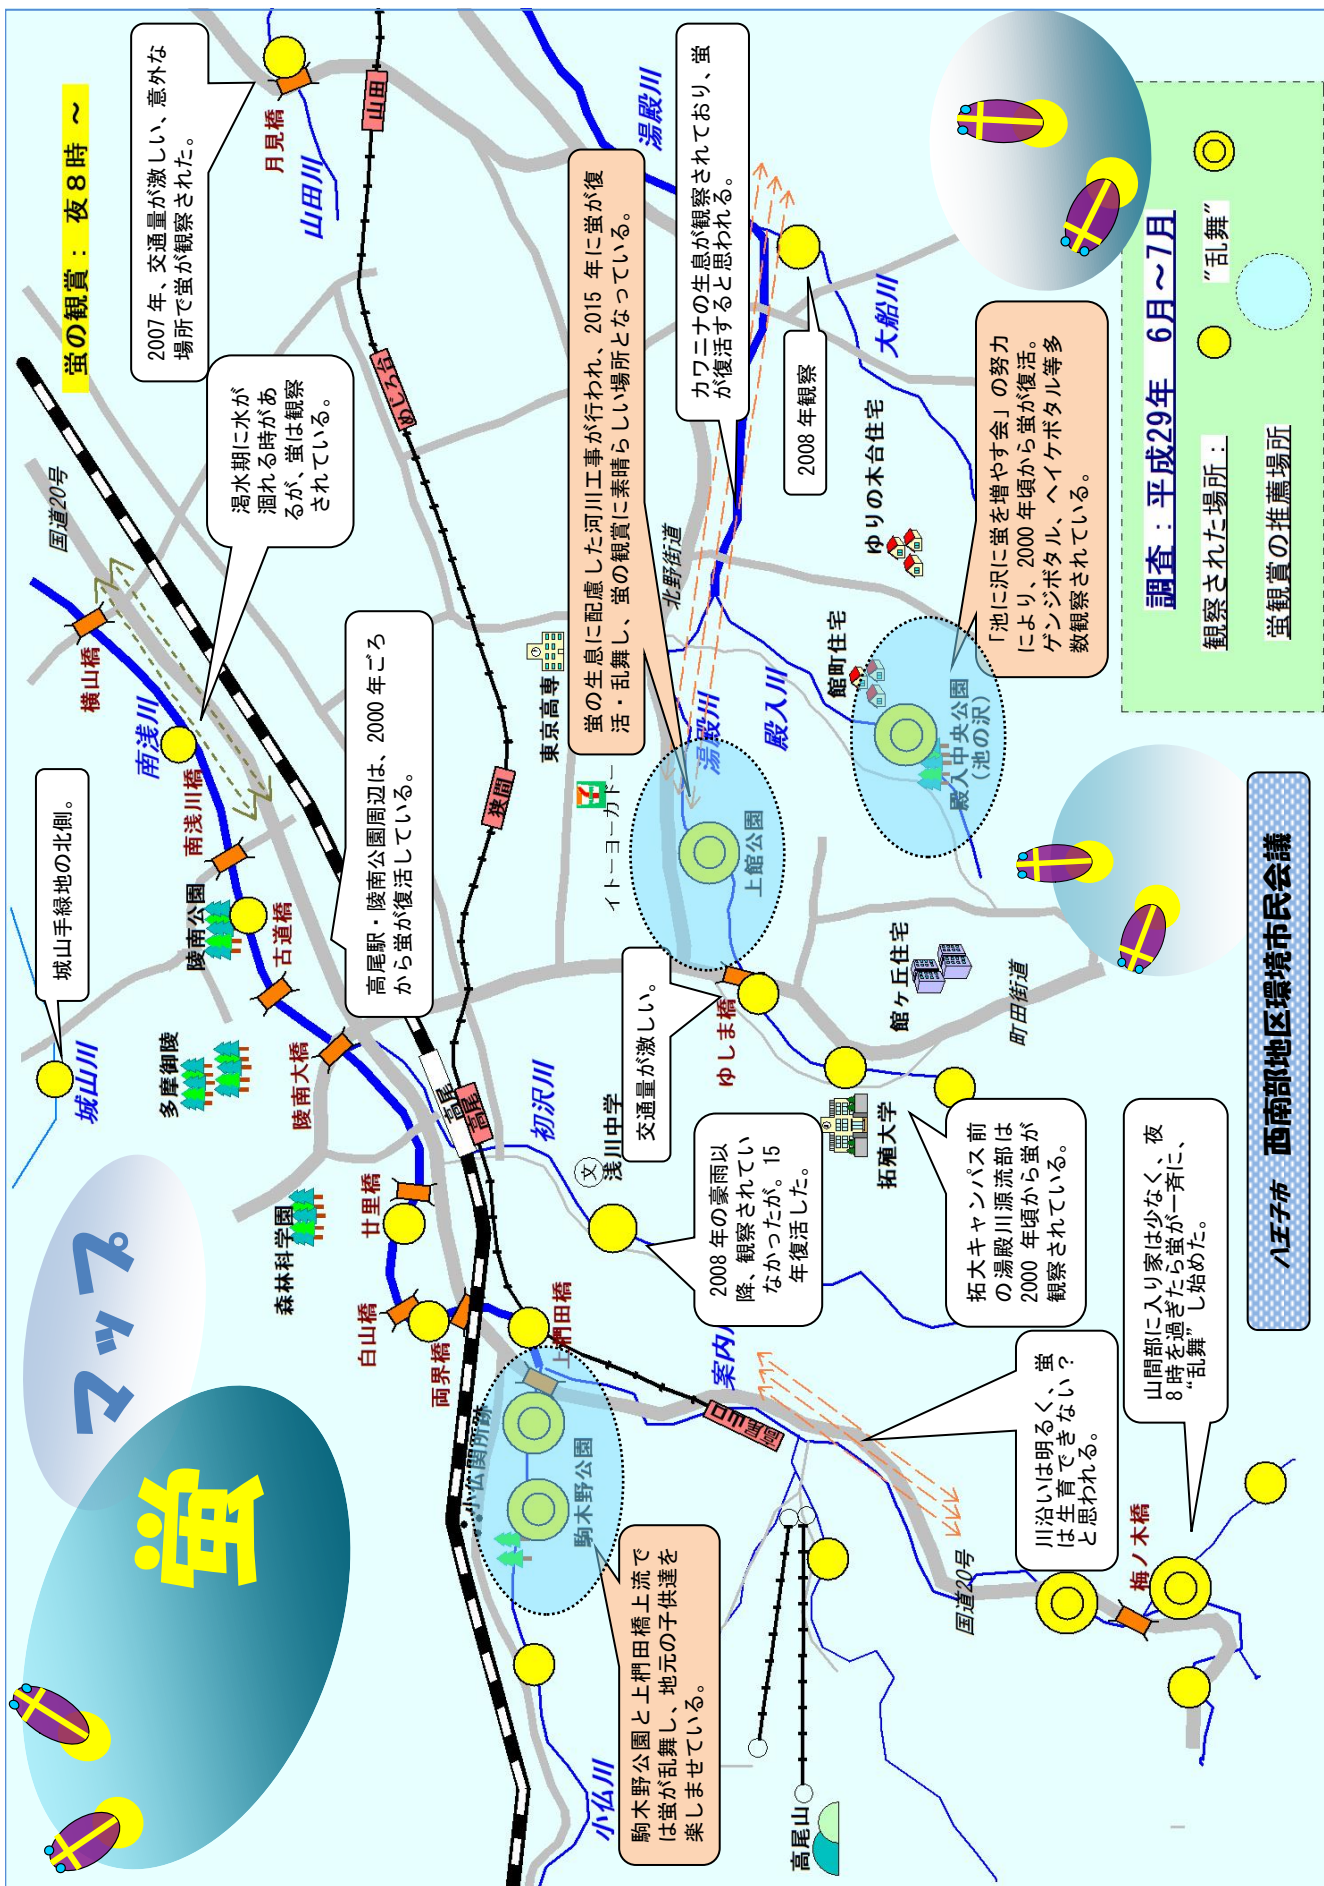 蛍
マップ
蛍の観賞：夜８時 ～
城山手緑地の北側。
城山川
多摩御陵
陵南公園
森林科学園
陵南大橋
古道橋
南浅川橋
横山橋
南浅川
国道20号
廿里橋
白山橋
両界橋
上椚田橋
2007 年、交通量が激しい、意外な
場所で蛍が観察された。
月見橋
山田川
山田
渇水期に水が
涸れる時があ
るが、蛍は観察
されている。
めじろ台
高尾駅・陵南公園周辺は、2000 年ごろ
から蛍が復活している。
高尾
高尾
狭間
初沢川
文
浅川中学
東京高専
イトーヨーカドー
蛍の生息に配慮した河川工事が行われ、2015 年に蛍が復
活・乱舞し、蛍の観賞に素晴らしい場所となっている。
北野街道
湯殿川
湯殿川
カワニナの生息が観察されており、蛍
が復活すると思われる。
2008 年観察
大船川
ゆりの木台住宅
館町住宅
殿入川
殿入中央公園
（池の沢）
「池に沢に蛍を増やす会」の努力
により、2000 年頃から蛍が復活。
ゲンジボタル、ヘイケボタル等多
数観察されている。
上館公園
交通量が激しい。
ゆしま橋
館ヶ丘住宅
町田街道
拓殖大学
拓大キャンパス前
の湯殿川源流部は
2000 年頃から蛍が
観察されている。
2008 年の豪雨以
降、観察されてい
なかったが。15
年復活した。
小仏関所跡
駒木野公園
駒木野公園と上椚田橋上流で
は蛍が乱舞し、地元の子供達を
楽しませている。
小仏川
高尾山
高尾山口
案内川
川沿いは明るく、蛍
は生育できない？
と思われる。
国道20号
梅ノ木橋
山間部に入り家は少なく、夜
8 時を過ぎたら蛍が一斉に、
“乱舞”し始めた。
調査：平成29年　6月～7月
観察された場所：
”乱舞”
蛍観賞の推薦場所
八王子市　西南部地区環境市民会議